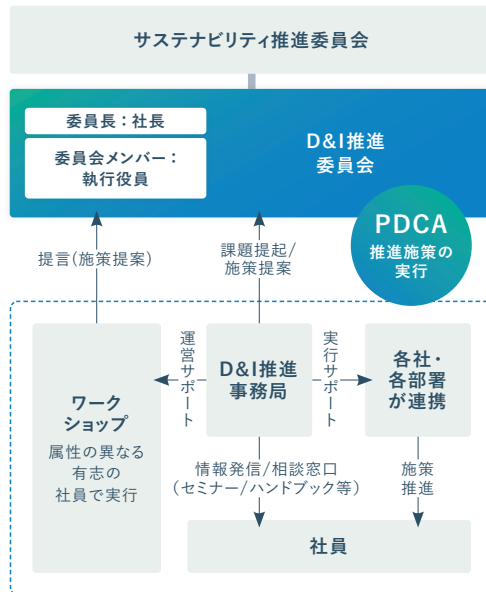 サステナビリティ推進委員会
委員長：社長
委員会メンバー：
執行役員
D&I推進
委員会
PDCA
推進施策の
実行
提言(施策提案)
課題提起/
施策提案
ワーク
ショップ
属性の異なる
有志の
社員で実行
運営サポート
D&I推進
事務局
実行サポート
各社・
各部署
が連携
情報発信/相談窓口
（セミナー/ハンドブック等）
施策
推進
社員